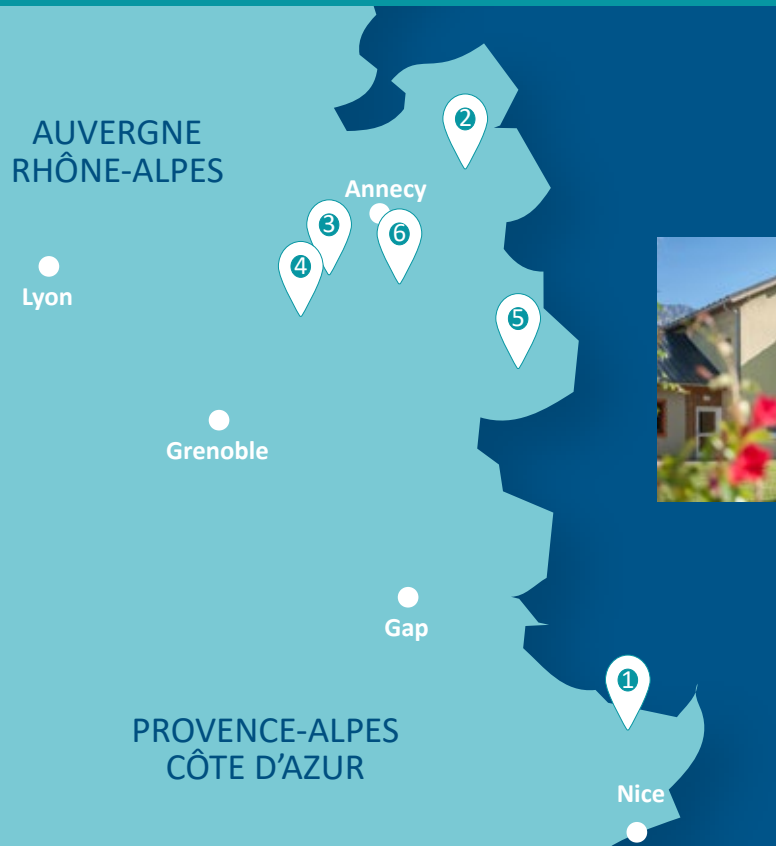 AUVERGNE
RHÔNE-ALPES
2
Annecy
3
6
4
Lyon
5
Grenoble
Gap
1
PROVENCE-ALPES
CÔTE D'AZUR
Nice